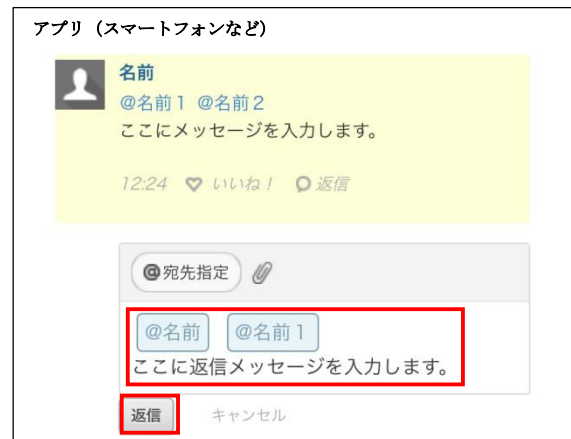 アプリ（スマートフォンなど）
名前
@名前１ @名前２
ここにメッセージを入力します。
12:24 いいね！ 返信
@宛先指定
@名前 @名前１
ここに返信メッセージを入力します。
返信 キャンセル